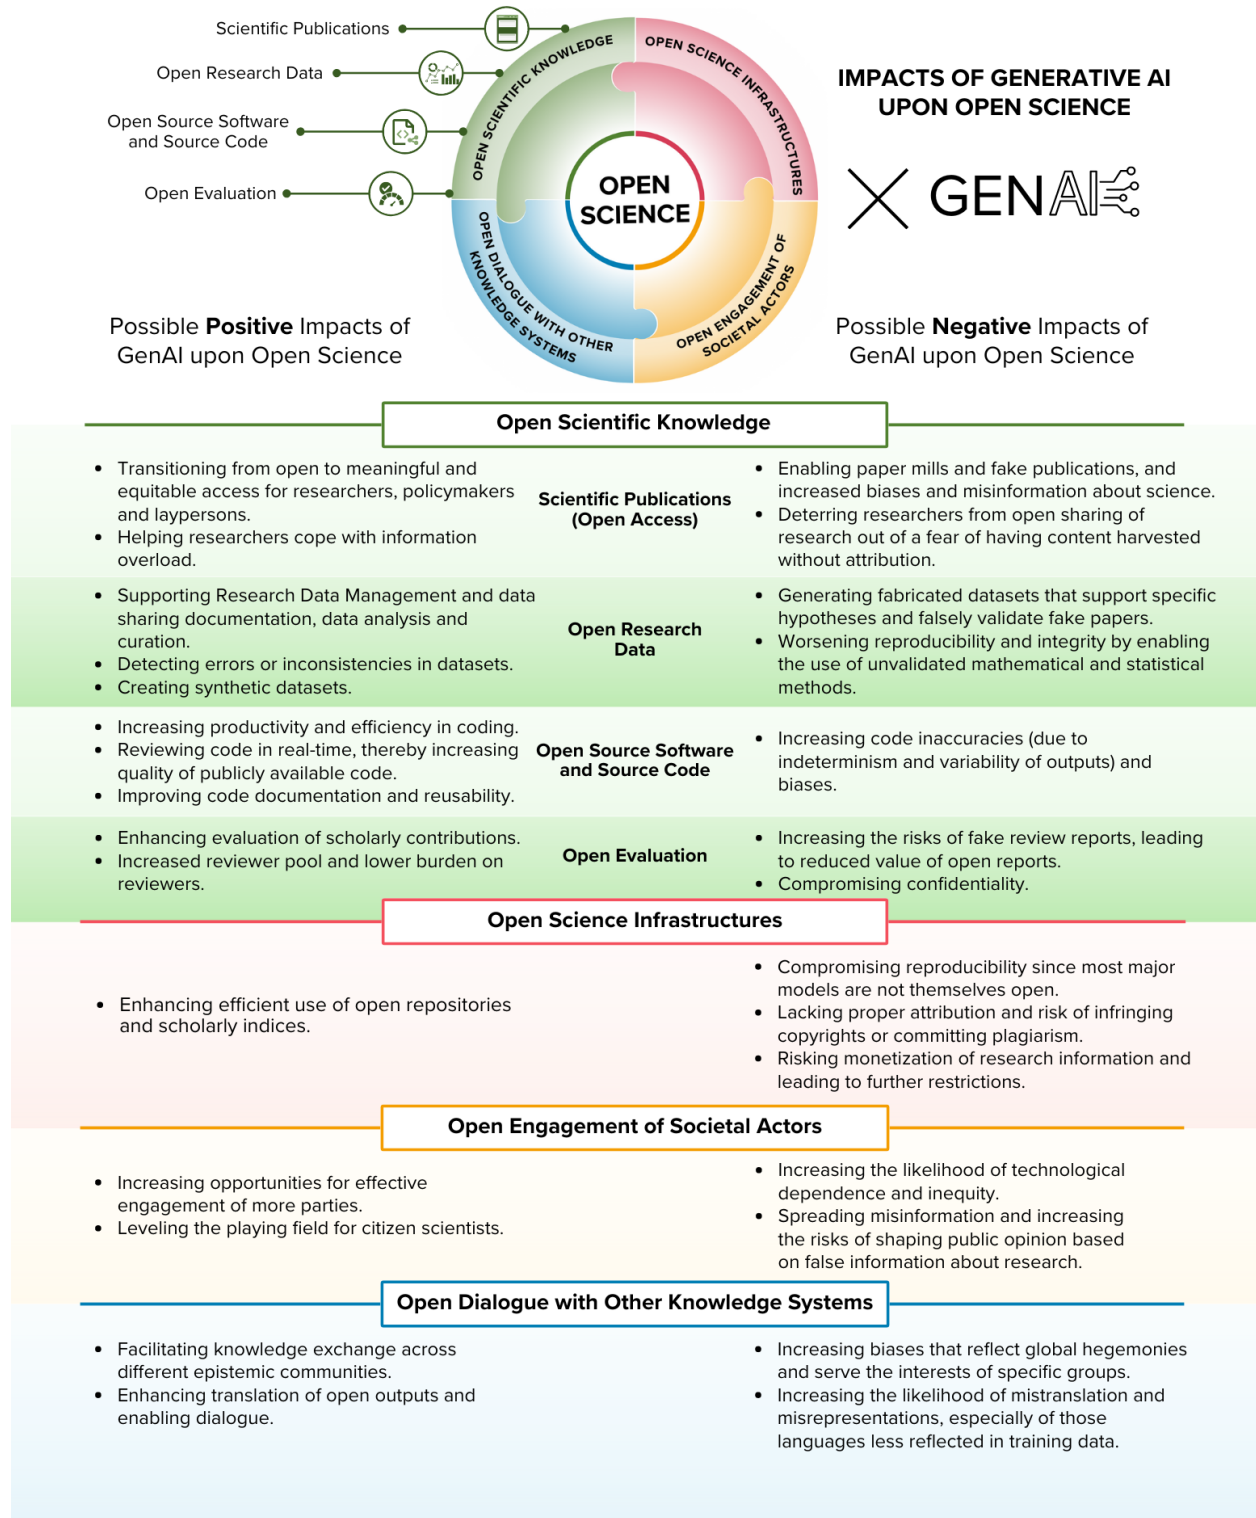 Scientific Publications
Open Research Data
Open Source Software
and Source Code
Open Evaluation
OPEN SCIENTIFIC KNOWLEDGE
OPEN SCIENCE INFRASTRUCTURES
OPEN DIALOGUE WITH OTHER
KNOWLEDGE SYSTEMS
OPEN ENGAGEMENT OF
SOCIETAL ACTORS
OPEN
SCIENCE
IMPACTS OF GENERATIVE AI
UPON OPEN SCIENCE
GENAI
Possible Positive Impacts of
GenAI upon Open Science
Possible Negative Impacts of
GenAI upon Open Science
Open Scientific Knowledge
• Transitioning from open to meaningful and
equitable access for researchers, policymakers
and laypersons.
• Helping researchers cope with information
overload.
Scientific Publications
(Open Access)
• Enabling paper mills and fake publications, and
increased biases and misinformation about science.
• Deterring researchers from open sharing of
research out of a fear of having content harvested
without attribution.
• Supporting Research Data Management and data
sharing documentation, data analysis and
curation.
• Detecting errors or inconsistencies in datasets.
• Creating synthetic datasets.
Open Research
Data
• Generating fabricated datasets that support specific
hypotheses and falsely validate fake papers.
• Worsening reproducibility and integrity by enabling
the use of unvalidated mathematical and statistical
methods.
• Increasing productivity and efficiency in coding.
• Reviewing code in real-time, thereby increasing
quality of publicly available code.
• Improving code documentation and reusability.
Open Source Software
and Source Code
• Increasing code inaccuracies (due to
indeterminism and variability of outputs) and
biases.
• Enhancing evaluation of scholarly contributions.
• Increased reviewer pool and lower burden on
reviewers.
Open Evaluation
• Increasing the risks of fake review reports, leading
to reduced value of open reports.
• Compromising confidentiality.
Open Science Infrastructures
• Enhancing efficient use of open repositories
and scholarly indices.
• Compromising reproducibility since most major
models are not themselves open.
• Lacking proper attribution and risk of infringing
copyrights or committing plagiarism.
• Risking monetization of research information and
leading to further restrictions.
Open Engagement of Societal Actors
• Increasing opportunities for effective
engagement of more parties.
• Leveling the playing field for citizen scientists.
• Increasing the likelihood of technological
dependence and inequity.
• Spreading misinformation and increasing
the risks of shaping public opinion based
on false information about research.
Open Dialogue with Other Knowledge Systems
• Facilitating knowledge exchange across
different epistemic communities.
• Enhancing translation of open outputs and
enabling dialogue.
• Increasing biases that reflect global hegemonies
and serve the interests of specific groups.
• Increasing the likelihood of mistranslation and
misrepresentations, especially of those
languages less reflected in training data.